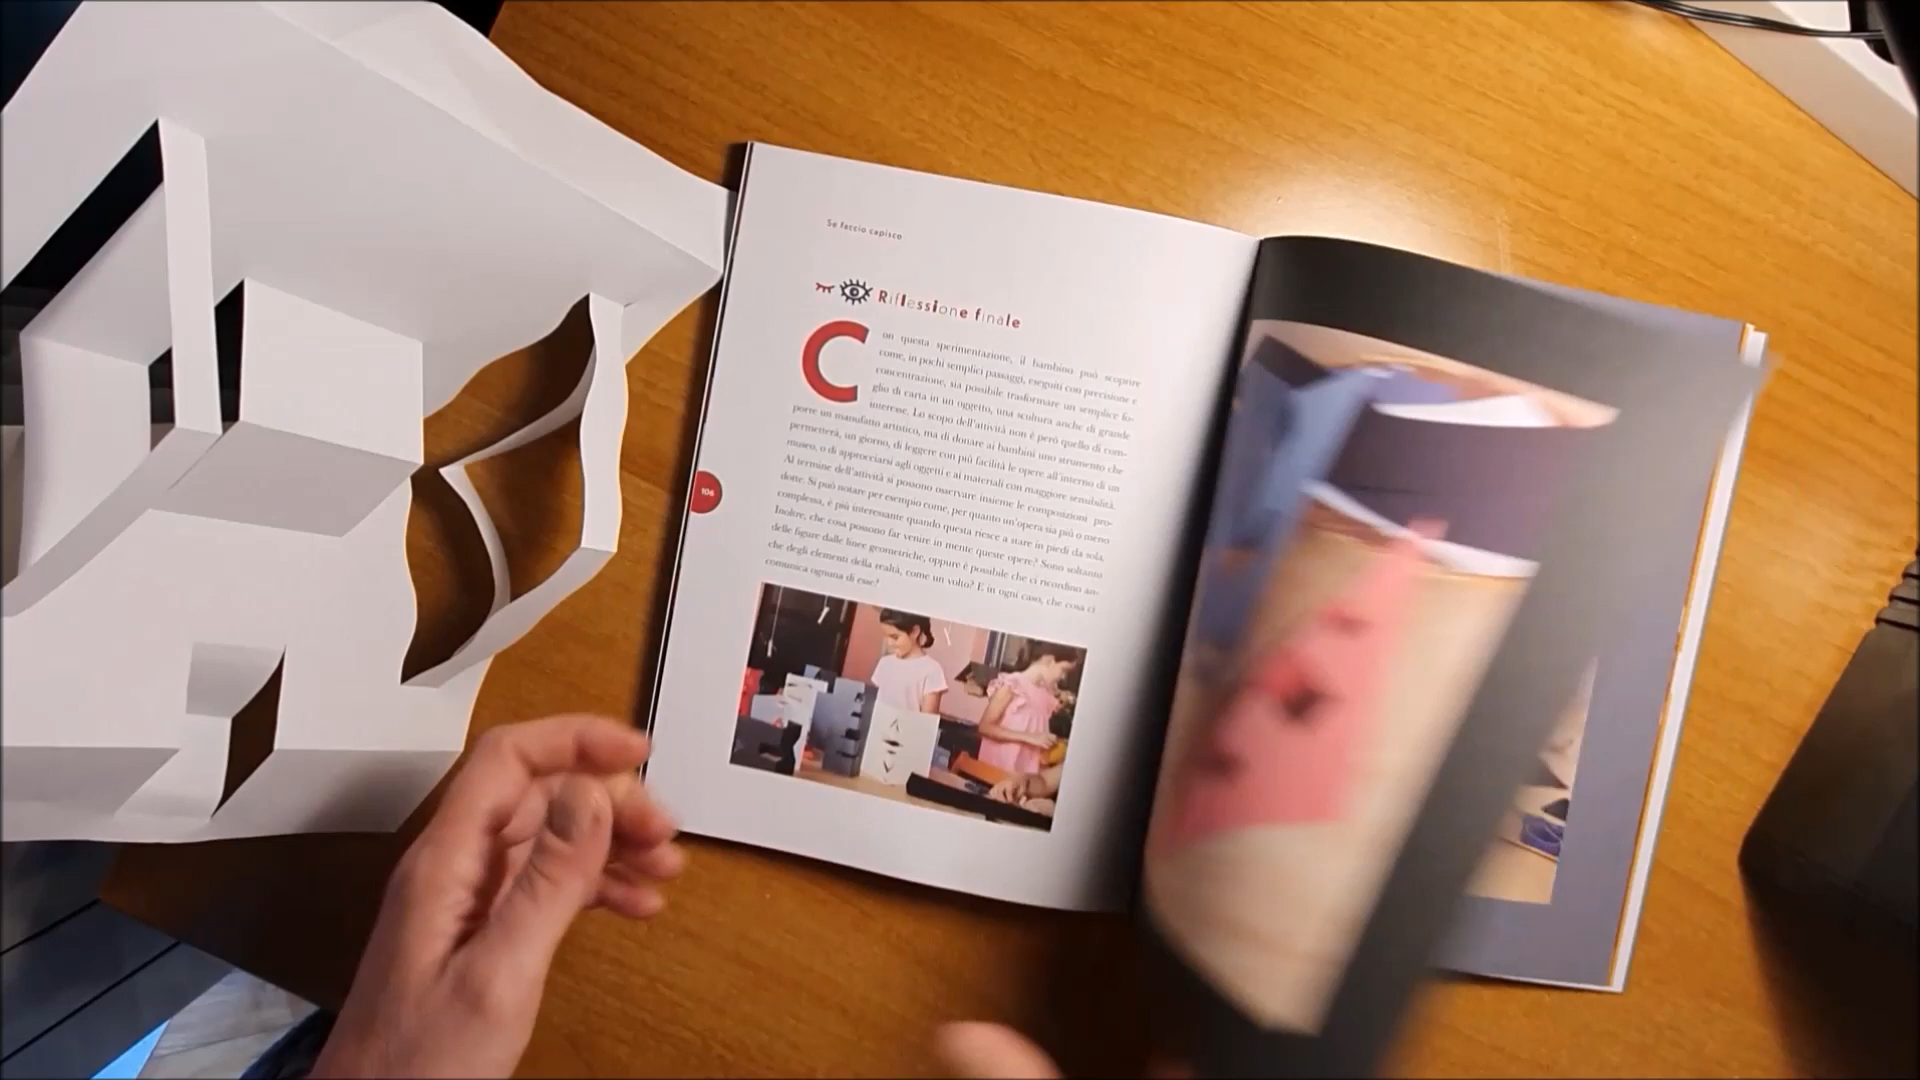 Se faccio capisco
Riflessione finale
Con questa sperimentazione, il bambino può scoprire
come, in pochi semplici passaggi, eseguiti con precisione e
concentrazione, sia possibile trasformare un semplice fo-
glio di carta in un oggetto, una scultura anche di grande
interesse. Lo scopo dell'attività non è però quello di com-
porre un manufatto artistico, ma di donare ai bambini uno strumento che
permetterà, un giorno, di leggere con più facilità le opere all'interno di un
museo, o di approcciarsi agli oggetti e ai materiali con maggiore sensibilità.
Al termine dell'attività si possono osservare insieme le composizioni pro-
dotte. Si può notare per esempio come, per quanto un'opera sia più o meno
complessa, è più interessante quando questa riesce a stare in piedi da sola.
Inoltre, che cosa possono far venire in mente queste opere? Sono soltanto
delle figure dalle linee geometriche, oppure è possibile che ci ricordino an-
che degli elementi della realtà, come un volto? E in ogni caso, che cosa ci
comunica ognuna di esse?
106